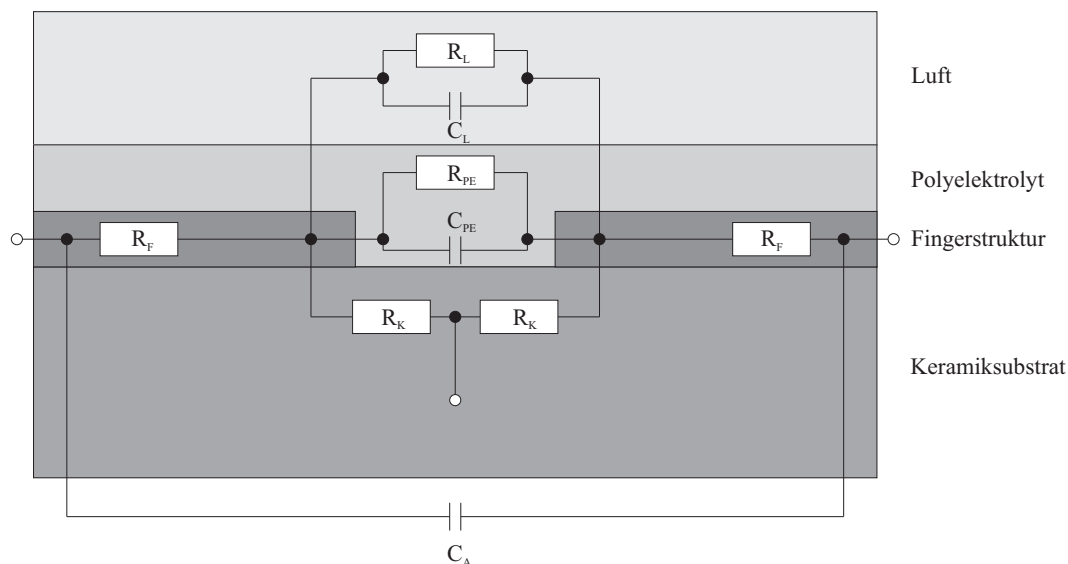 R_L
Luft
C_L
R_PE
Polyelektrolyt
C_PE
R_F
R_F
Fingerstruktur
R_K
R_K
Keramiksubstrat
C_A